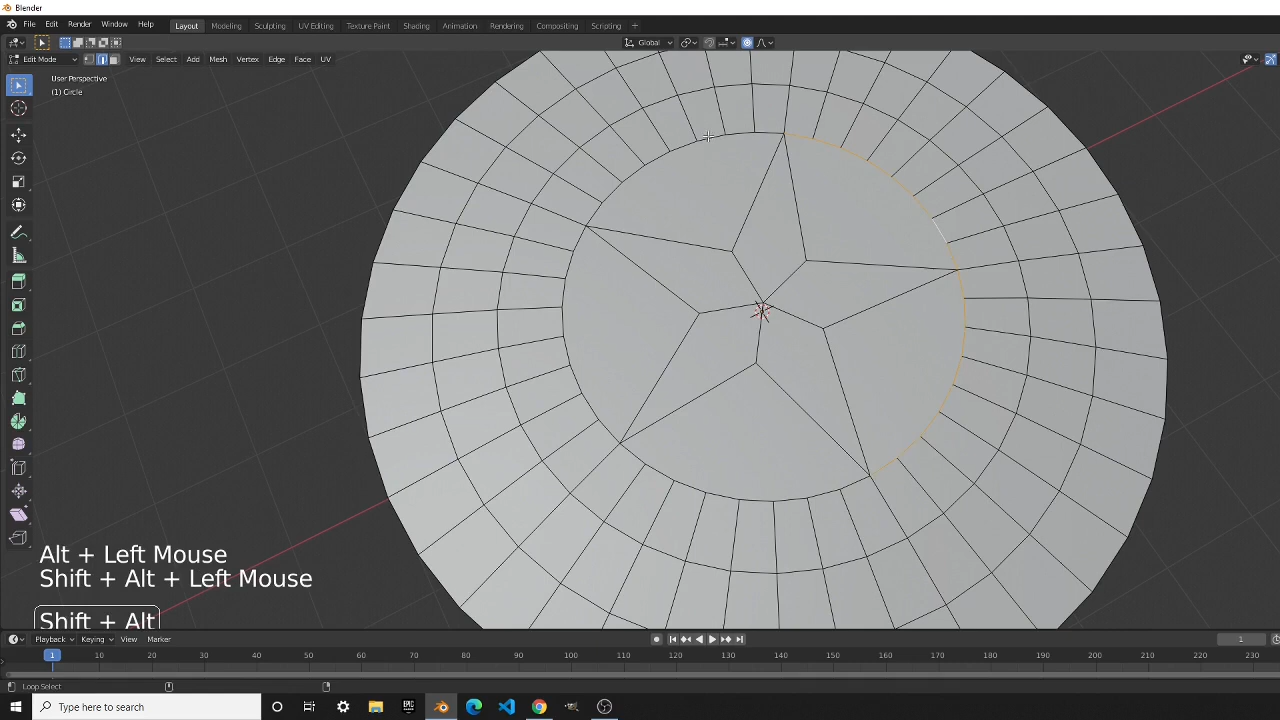 Blender
File Edit Render Window Help Layout Modeling Sculpting UV Editing Texture Paint Shading Animation Rendering Compositing Scripting +
Global
Edit Mode View Select Add Mesh Vertex Edge Face UV
User Perspective
(1) Circle
Alt + Left Mouse
Shift + Alt + Left Mouse
Shift + Alt
Playback Keying View Marker 1
1 10 20 30 40 50 60 70 80 90 100 110 120 130 140 150 160 170 180 190 200 210 220 230
Loop Select
Type here to search
EPIC